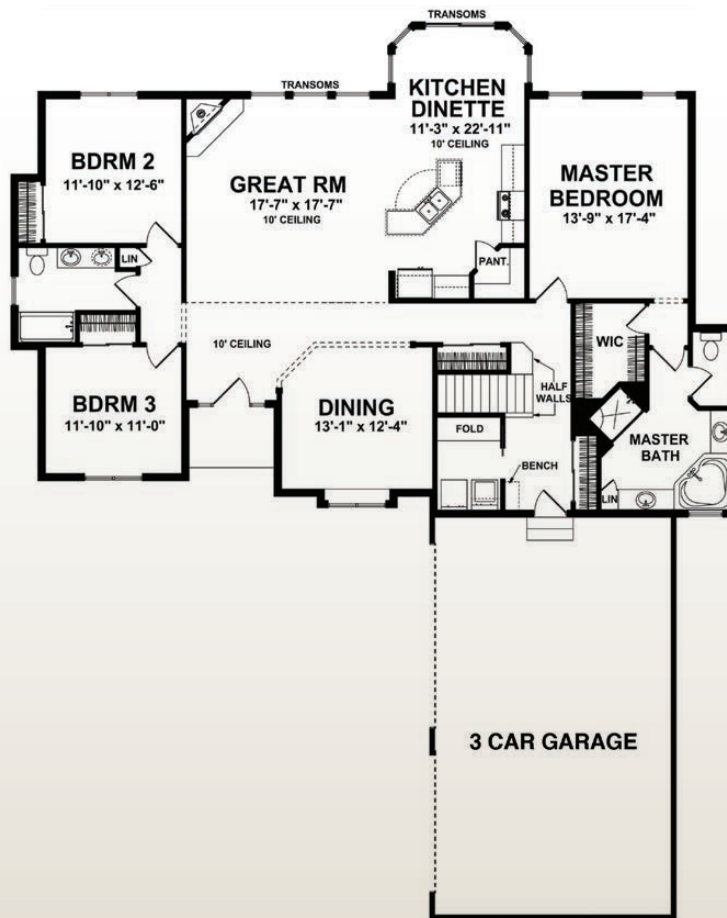 TRANSOMS
TRANSOMS
KITCHEN
DINETTE
11'-3" x 22'-11"
10' CEILING
BDRM 2
11'-10" x 12'-6"
GREAT RM
17'-7" x 17'-7"
10' CEILING
MASTER
BEDROOM
13'-9" x 17'-4"
LIN
PANT.
10' CEILING
WIC
BDRM 3
11'-10" x 11'-0"
DINING
13'-1" x 12'-4"
HALF
WALLS
FOLD
BENCH
MASTER
BATH
LIN
3 CAR GARAGE